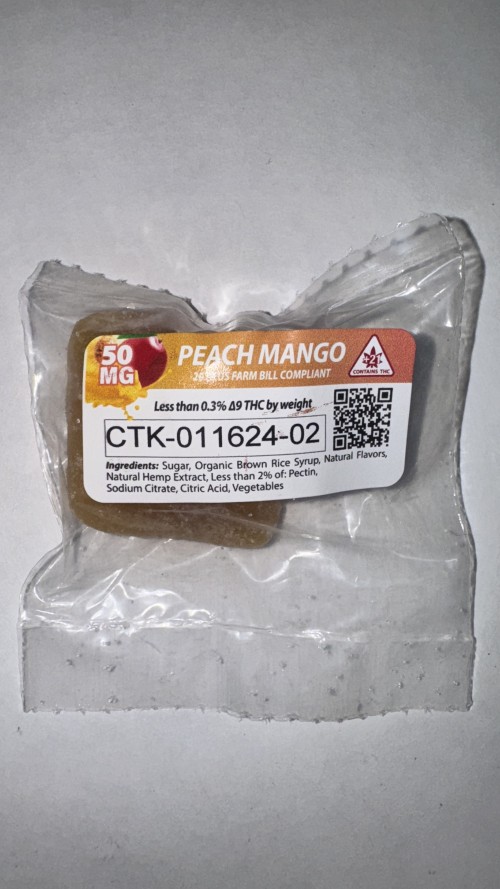 50
MG
PEACH MANGO
FARM BILL COMPLIANT
CONTAINS THC
Less than 0.3% Δ9 THC by weight
CTK-011624-02
Ingredients: Sugar, Organic Brown Rice Syrup, Natural Flavors,
Natural Hemp Extract, Less than 2% of: Pectin,
Sodium Citrate, Citric Acid, Vegetables